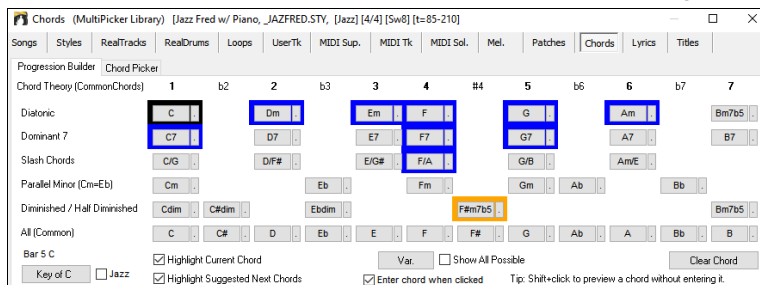 Chords (MultiPicker Library) [Jazz Fred w/ Piano, _JAZFRED.STY, [Jazz] [4/4] [Sw8] [t=85-210]
Songs Styles RealTracks RealDrums Loops UserTk MIDI Sup. MIDI Tk MIDI Sol. Mel. Patches Chords Lyrics Titles
Progression Builder Chord Picker
Chord Theory (CommonChords) 1 b2 2 b3 3 4 #4 5 b6 6 b7 7
Diatonic C . Dm . Em . F . G . Am . Bm7b5 .
Dominant 7 C7 . D7 . E7 . F7 . G7 . A7 . B7 .
Slash Chords C/G . D/F# . E/G# . F/A . G/B . Am/E .
Parallel Minor (Cm=Eb) Cm . Eb . Fm . Gm . Ab . Bb .
Diminished / Half Diminished Cdim . C#dim . Ebdim . F#m7b5 . Bm7b5 .
All (Common) C . C# . D . Eb . E . F . F# . G . Ab . A . Bb . B .
Bar 5 C Highlight Current Chord Var. Show All Possible Clear Chord
Key of C Jazz Highlight Suggested Next Chords Enter chord when clicked Tip: Shift+click to preview a chord without entering it.